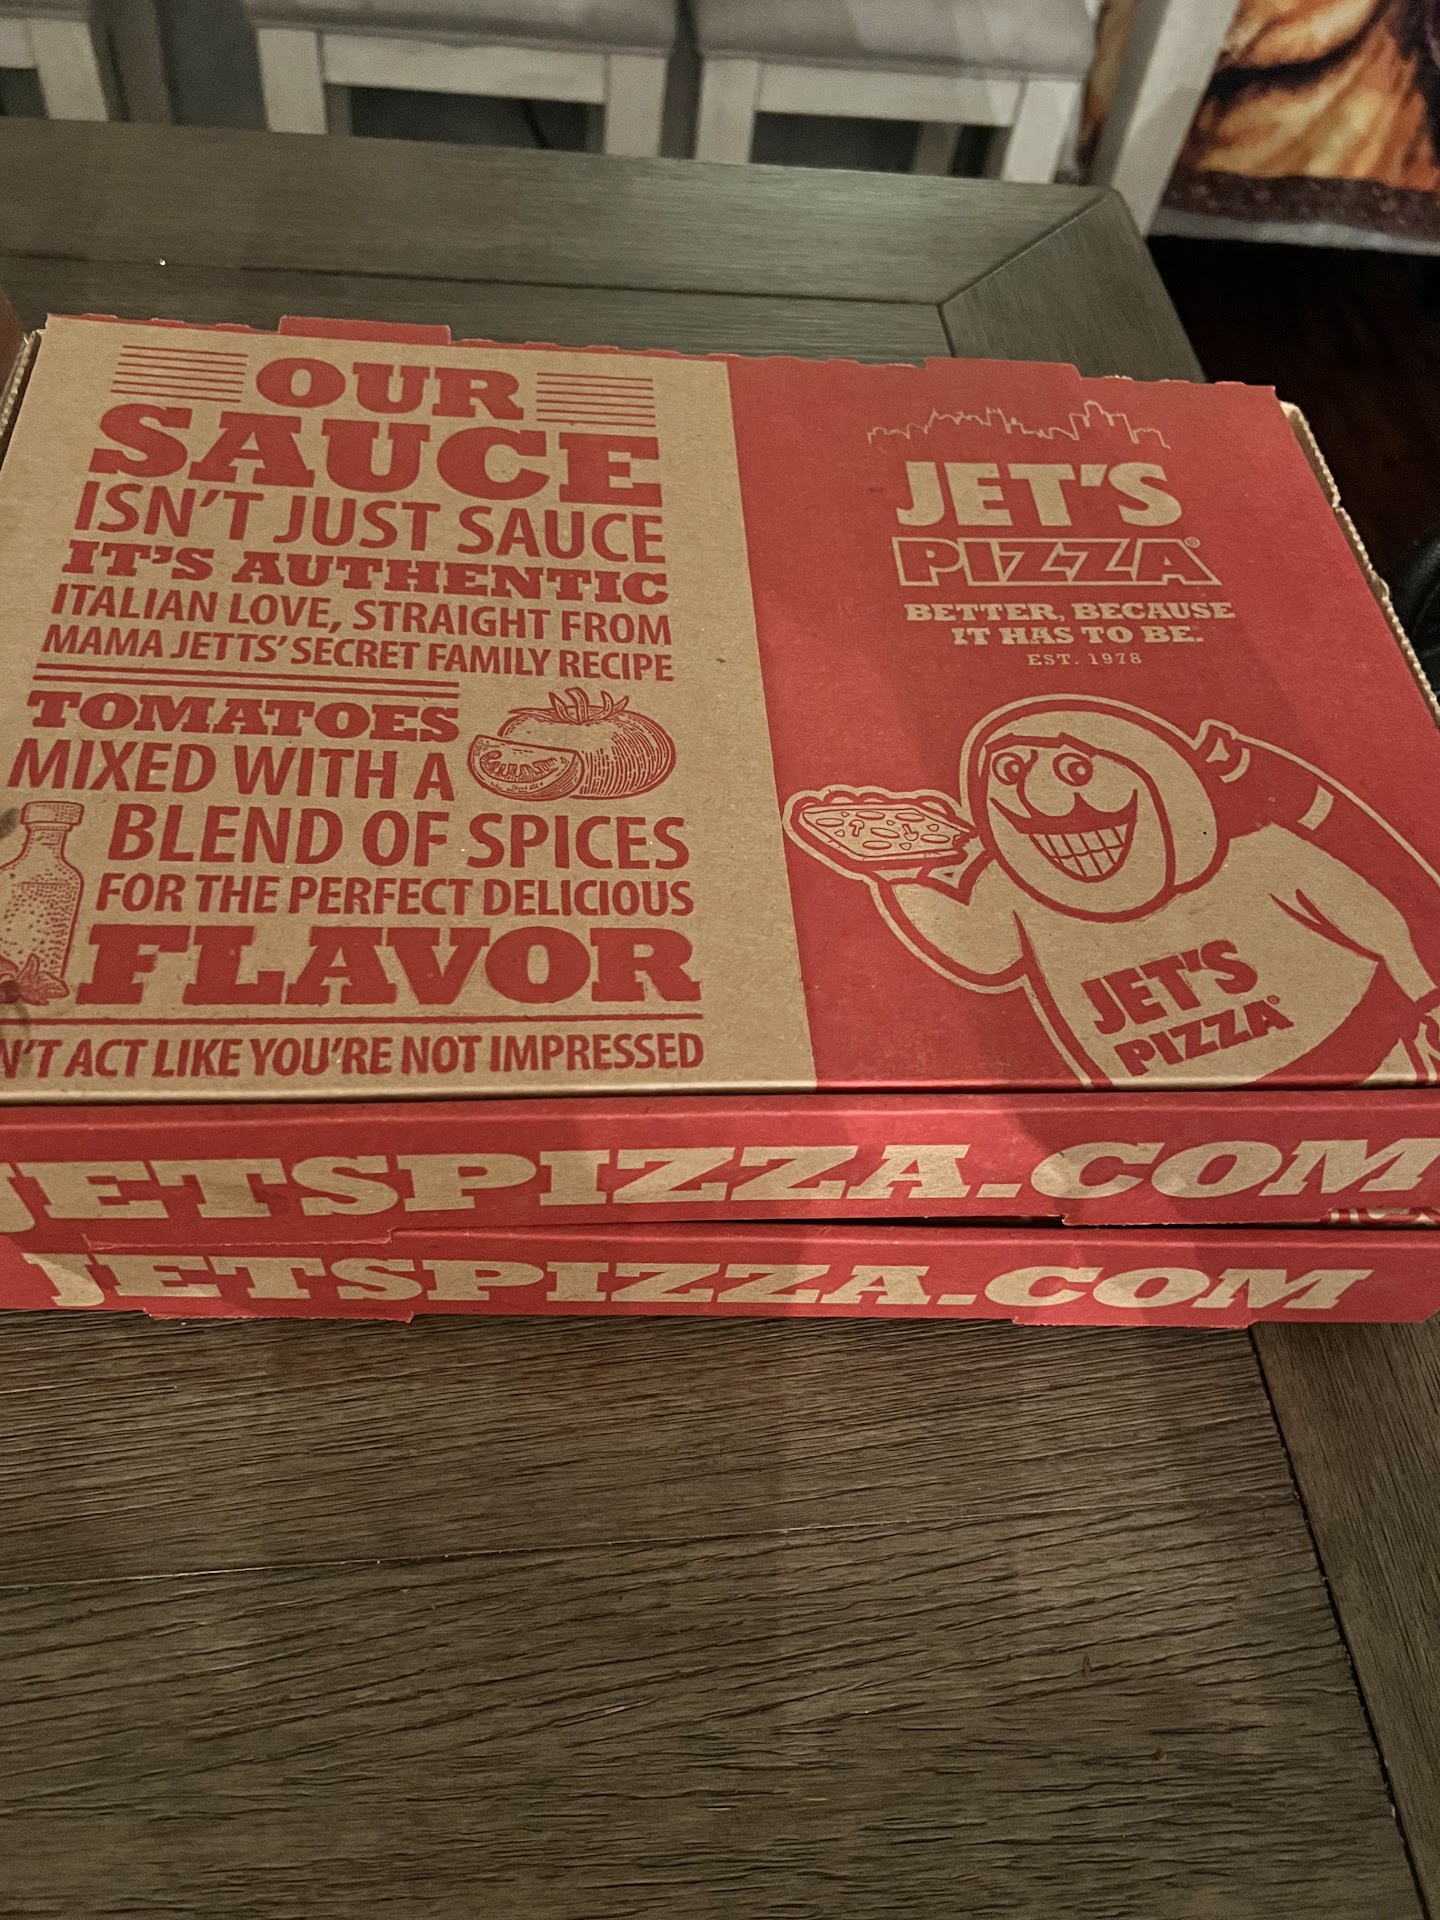 OUR
SAUCE
ISN'T JUST SAUCE
IT'S AUTHENTIC
ITALIAN LOVE, STRAIGHT FROM
MAMA JETTS' SECRET FAMILY RECIPE
TOMATOES
MIXED WITH A
BLEND OF SPICES
FOR THE PERFECT DELICIOUS
FLAVOR
N'T ACT LIKE YOU'RE NOT IMPRESSED
JET'S
PIZZA®
BETTER, BECAUSE
IT HAS TO BE.
EST. 1978
JET'S
PIZZA®
JETSPIZZA.COM
JETSPIZZA.COM